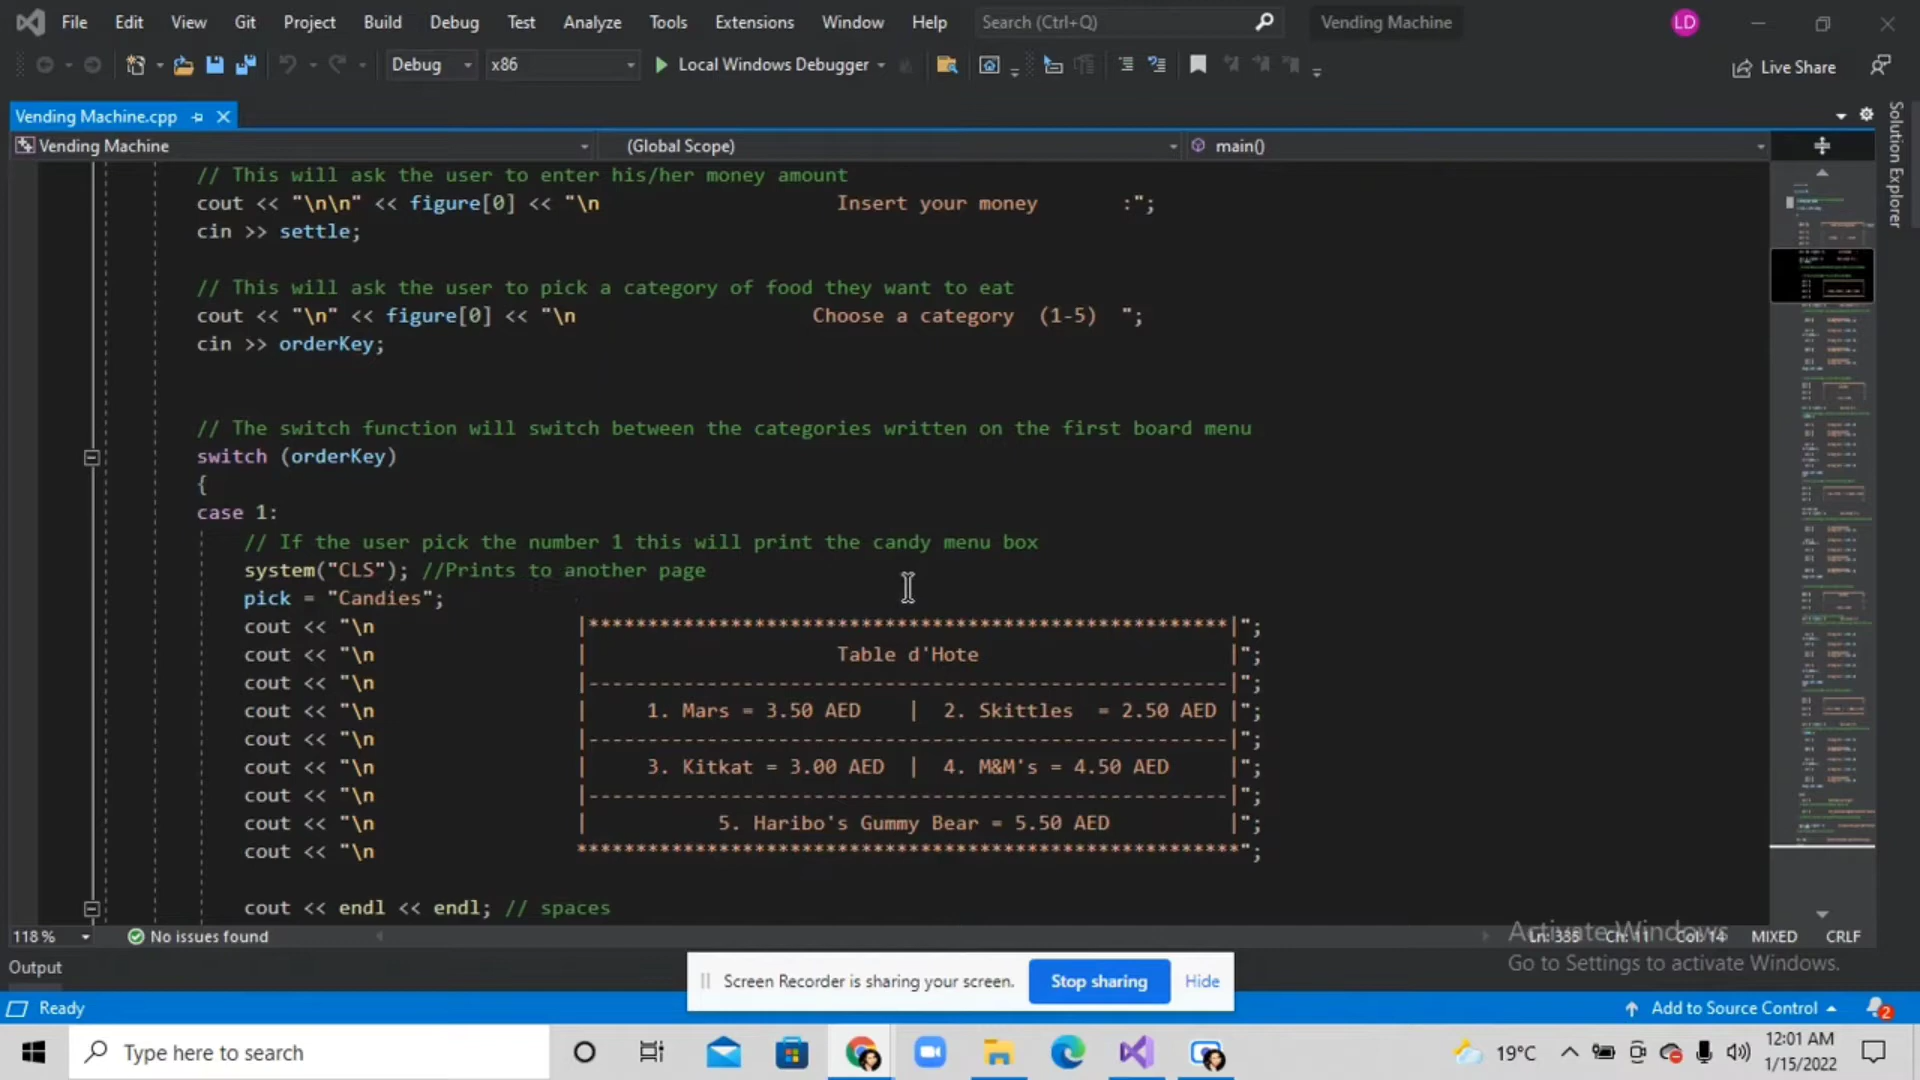 File Edit View Git Project Build Debug Test Analyze Tools Extensions Window Help Search (Ctrl+Q) Vending Machine LD
Debug x86 Local Windows Debugger Live Share
Vending Machine.cpp
Vending Machine (Global Scope) main()
Solution Explorer
// This will ask the user to enter his/her money amount
cout << "\n\n" << figure[0] << "\n                    Insert your money       :";
cin >> settle;
// This will ask the user to pick a category of food they want to eat
cout << "\n" << figure[0] << "\n                    Choose a category  (1-5)  ";
cin >> orderKey;
// The switch function will switch between the categories written on the first board menu
switch (orderKey)
{
case 1:
// If the user pick the number 1 this will print the candy menu box
system("CLS"); //Prints to another page
pick = "Candies";
cout << "\n                 |******************************************************|";
cout << "\n                 |                     Table d'Hote                     |";
cout << "\n                 |------------------------------------------------------|";
cout << "\n                 |     1. Mars = 3.50 AED    |  2. Skittles  = 2.50 AED |";
cout << "\n                 |------------------------------------------------------|";
cout << "\n                 |     3. Kitkat = 3.00 AED  |  4. M&M's = 4.50 AED     |";
cout << "\n                 |------------------------------------------------------|";
cout << "\n                 |           5. Haribo's Gummy Bear = 5.50 AED          |";
cout << "\n                 ********************************************************";
cout << endl << endl; // spaces
118 % No issues found Ln: 335 Ch: 11 Col: 14 MIXED CRLF
Activate Windows
Go to Settings to activate Windows.
Output
Screen Recorder is sharing your screen. Stop sharing Hide
Ready Add to Source Control 2
Type here to search 19°C 12:01 AM
1/15/2022